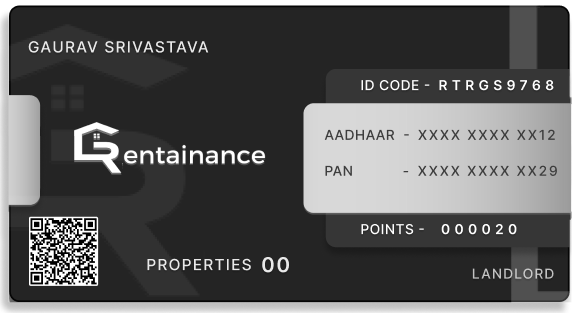 GAURAV SRIVASTAVA
ID CODE - RTRGS9768
AADHAAR - XXXX XXXX XX12
Rentainance
PAN - XXXX XXXX XX29
POINTS - 000020
PROPERTIES 00
LANDLORD